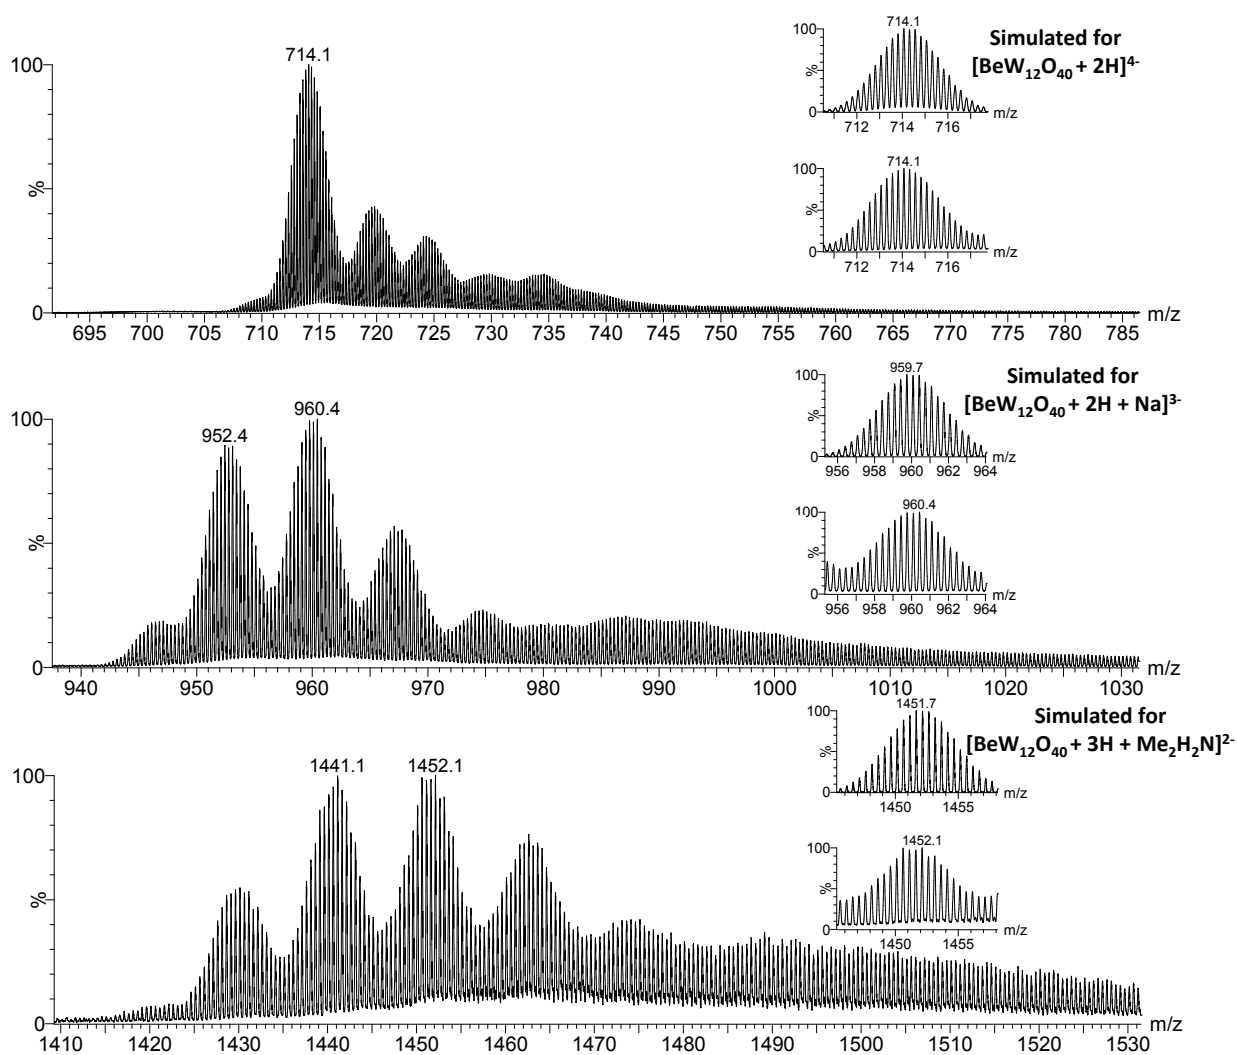 714.1
100
%
0
695 700 705 710 715 720 725 730 735 740 745 750 755 760 765 770 775 780 785 m/z
714.1
100
%
0
712 714 716 m/z
Simulated for
[BeW₁₂O₄₀ + 2H]⁴⁻
714.1
100
%
0
712 714 716 m/z
952.4
960.4
100
%
0
940 950 960 970 980 990 1000 1010 1020 1030 m/z
959.7
100
%
0
956 958 960 962 964 m/z
Simulated for
[BeW₁₂O₄₀ + 2H + Na]³⁻
960.4
100
%
0
956 958 960 962 964 m/z
1441.1
1452.1
100
%
0
1410 1420 1430 1440 1450 1460 1470 1480 1490 1500 1510 1520 1530 m/z
1451.7
100
%
0
1450 1455 m/z
Simulated for
[BeW₁₂O₄₀ + 3H + Me₂H₂N]²⁻
1452.1
100
%
0
1450 1455 m/z